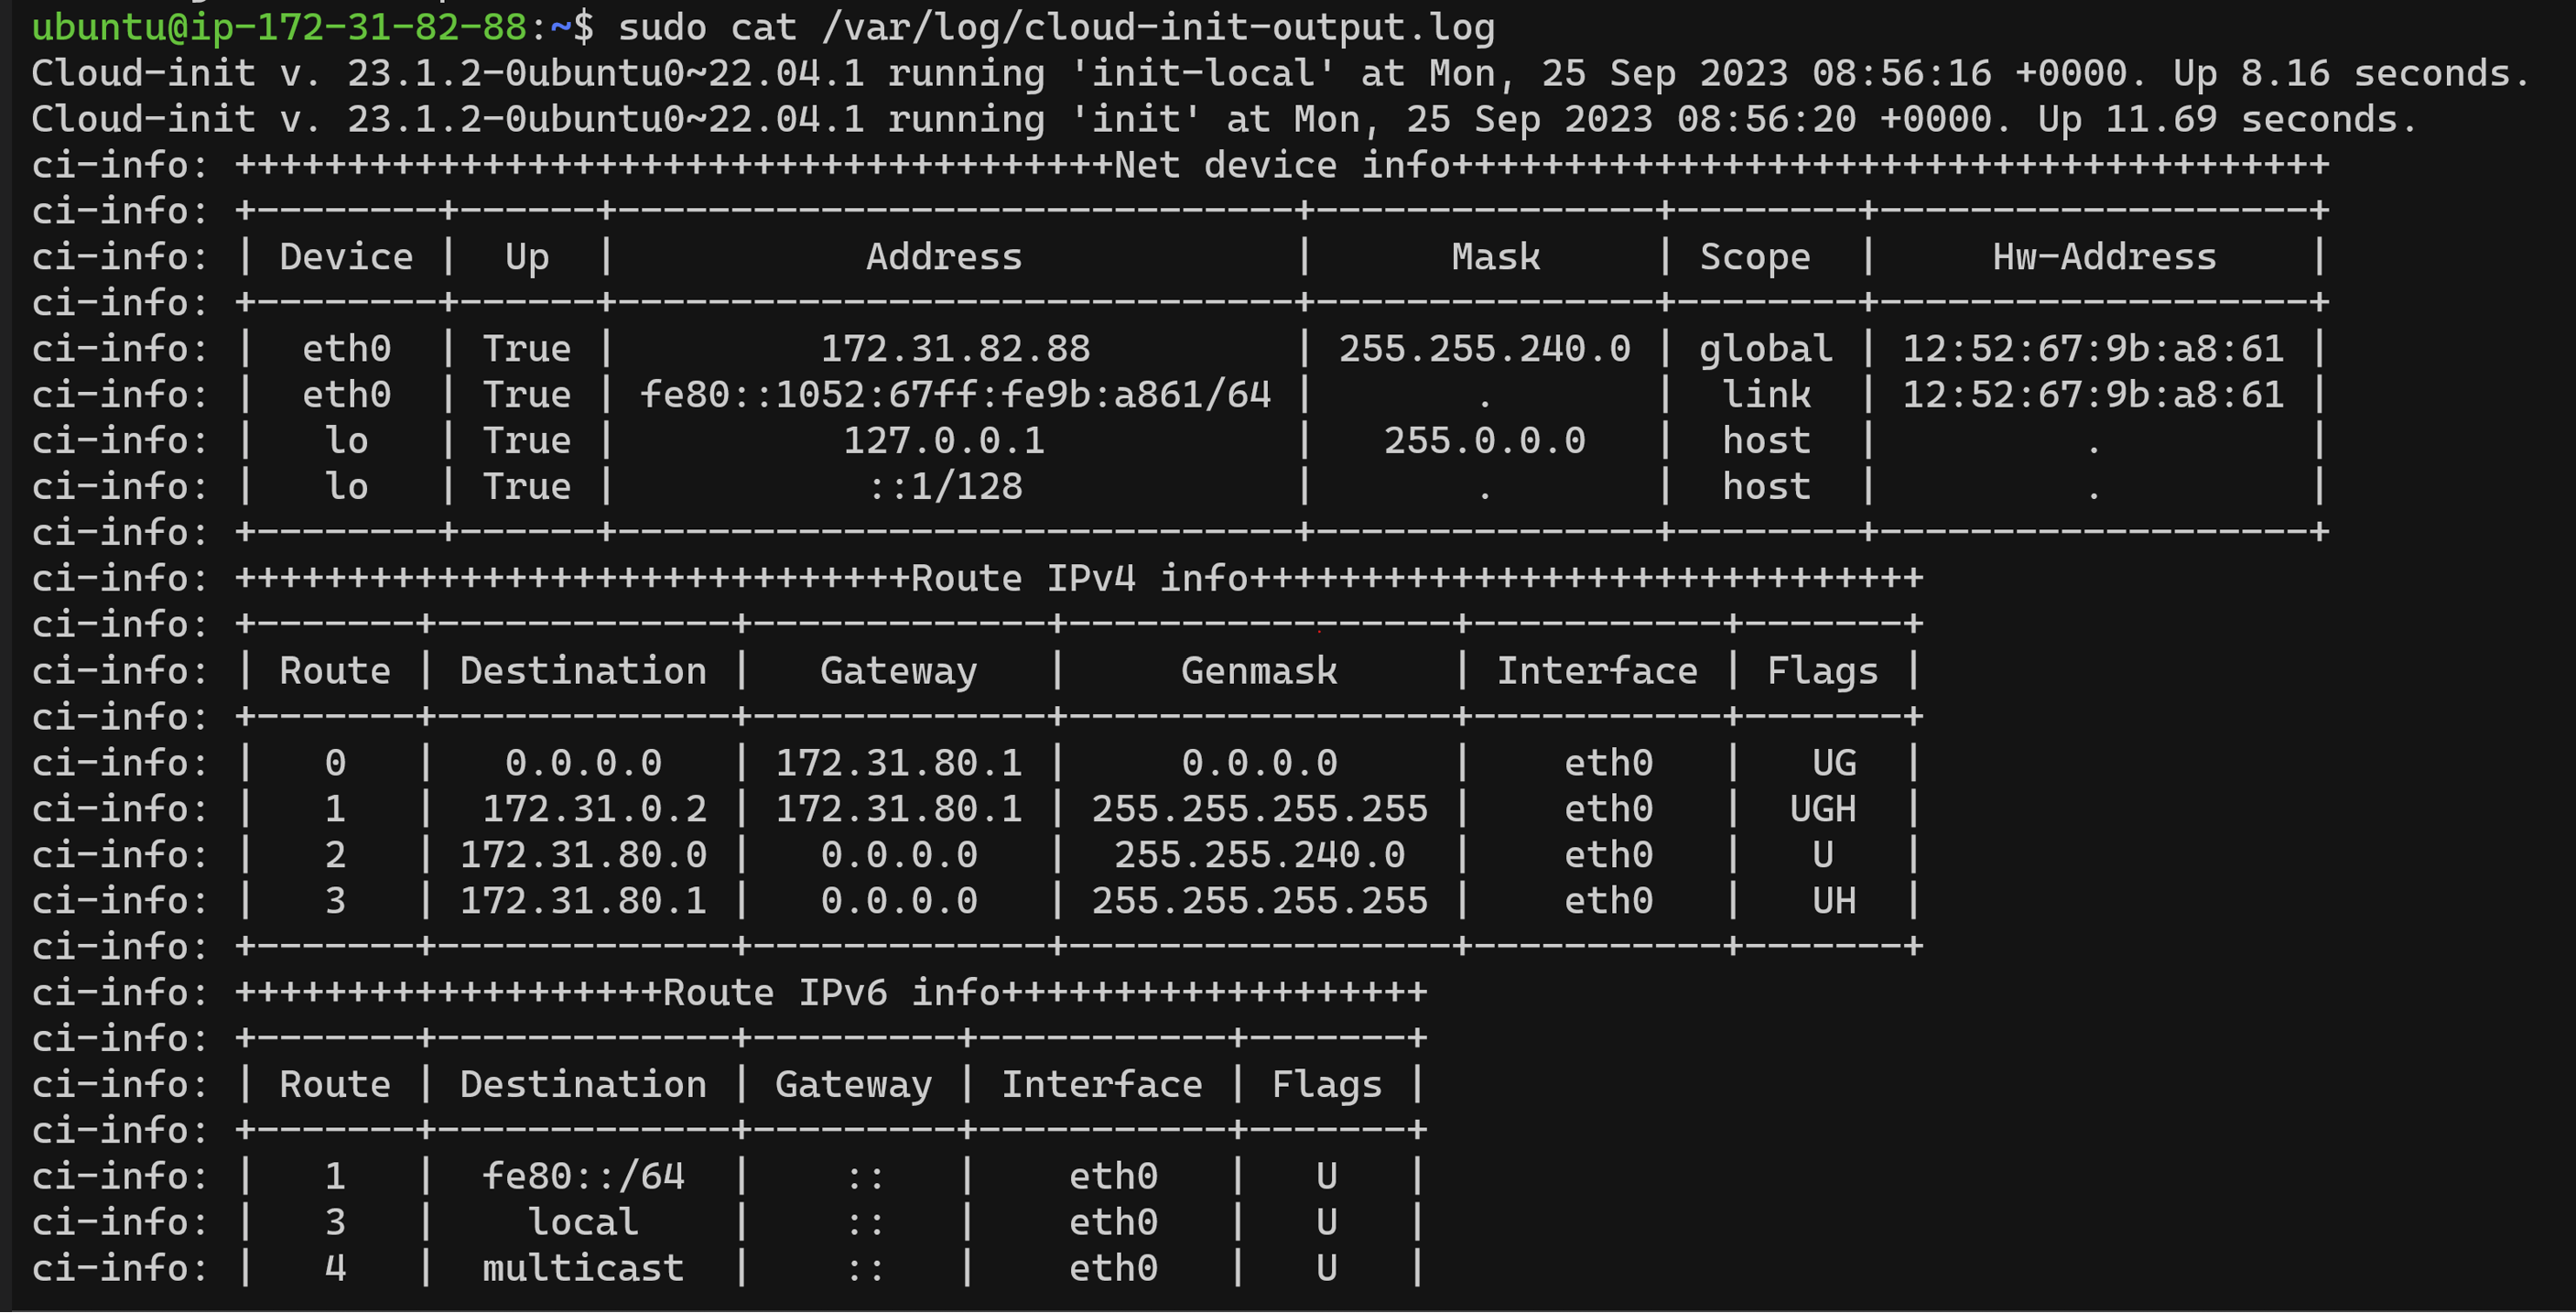 ubuntu@ip-172-31-82-88:~$ sudo cat /var/log/cloud-init-output.log
Cloud-init v. 23.1.2-0ubuntu0~22.04.1 running 'init-local' at Mon, 25 Sep 2023 08:56:16 +0000. Up 8.16 seconds.
Cloud-init v. 23.1.2-0ubuntu0~22.04.1 running 'init' at Mon, 25 Sep 2023 08:56:20 +0000. Up 11.69 seconds.
ci-info: +++++++++++++++++++++++++++++++++++++++Net device info+++++++++++++++++++++++++++++++++++++++
ci-info: +--------+------+------------------------------+---------------+--------+-------------------+
ci-info: | Device |  Up  |           Address            |      Mask     | Scope  |     Hw-Address    |
ci-info: +--------+------+------------------------------+---------------+--------+-------------------+
ci-info: |  eth0  | True |         172.31.82.88         | 255.255.240.0 | global | 12:52:67:9b:a8:61 |
ci-info: |  eth0  | True | fe80::1052:67ff:fe9b:a861/64 |       .       |  link  | 12:52:67:9b:a8:61 |
ci-info: |   lo   | True |          127.0.0.1           |   255.0.0.0   |  host  |         .         |
ci-info: |   lo   | True |           ::1/128            |       .       |  host  |         .         |
ci-info: +--------+------+------------------------------+---------------+--------+-------------------+
ci-info: ++++++++++++++++++++++++++++++Route IPv4 info++++++++++++++++++++++++++++++
ci-info: +-------+-------------+-------------+-----------------+-----------+-------+
ci-info: | Route | Destination |   Gateway   |     Genmask     | Interface | Flags |
ci-info: +-------+-------------+-------------+-----------------+-----------+-------+
ci-info: |   0   |   0.0.0.0   | 172.31.80.1 |     0.0.0.0     |    eth0   |   UG  |
ci-info: |   1   |  172.31.0.2 | 172.31.80.1 | 255.255.255.255 |    eth0   |  UGH  |
ci-info: |   2   | 172.31.80.0 |   0.0.0.0   |  255.255.240.0  |    eth0   |   U   |
ci-info: |   3   | 172.31.80.1 |   0.0.0.0   | 255.255.255.255 |    eth0   |   UH  |
ci-info: +-------+-------------+-------------+-----------------+-----------+-------+
ci-info: +++++++++++++++++++Route IPv6 info+++++++++++++++++++
ci-info: +-------+-------------+---------+-----------+-------+
ci-info: | Route | Destination | Gateway | Interface | Flags |
ci-info: +-------+-------------+---------+-----------+-------+
ci-info: |   1   |  fe80::/64  |    ::   |    eth0   |   U   |
ci-info: |   3   |    local    |    ::   |    eth0   |   U   |
ci-info: |   4   |  multicast  |    ::   |    eth0   |   U   |